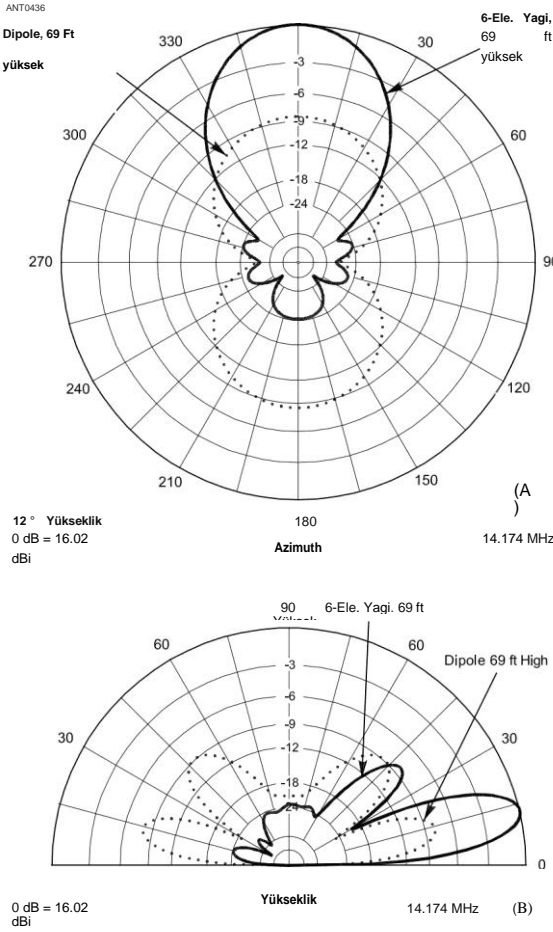 ANT0436
Dipole, 69 Ft
yüksek
6-Ele. Yagi,
69 ft
yüksek
330
30
300
60
270
90
240
120
210
150
180
-3
-6
-9
-12
-18
-24
(A
)
12 ° Yükseklik
0 dB = 16.02
dBi
Azimuth
14.174 MHz
90
6-Ele. Yagi. 69 ft
60
60
Dipole 69 ft High
30
30
-3
-6
-9
-12
-18
-24
0
Yükseklik
0 dB = 16.02
dBi
14.174 MHz
(B)